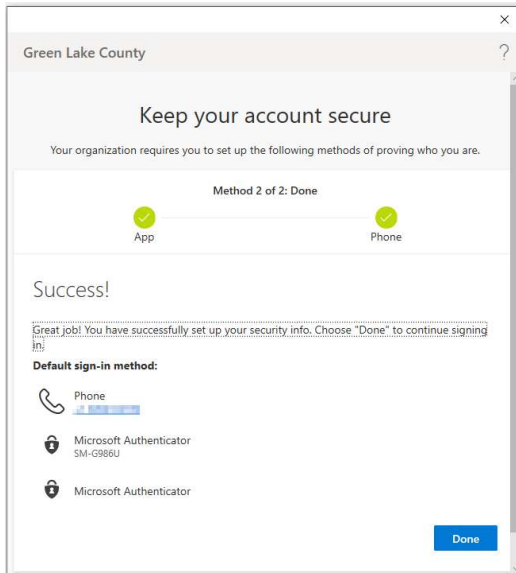 Green Lake County
?
Keep your account secure
Your organization requires you to set up the following methods of proving who you are.
Method 2 of 2: Done
App
Phone
Success!
Great job! You have successfully set up your security info. Choose "Done" to continue signing
in.
Default sign-in method:
Phone
Microsoft Authenticator
SM-G986U
Microsoft Authenticator
Done